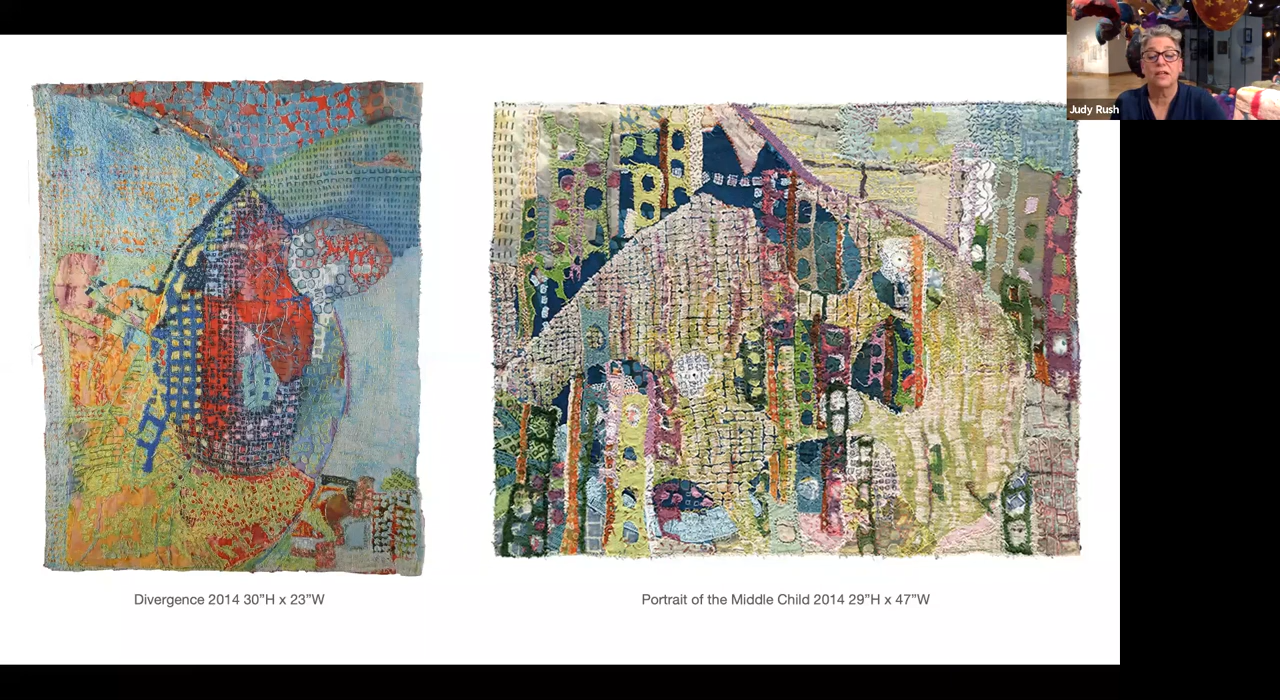 Judy Rush
Divergence 2014 30”H x 23”W
Portrait of the Middle Child 2014 29”H x 47”W